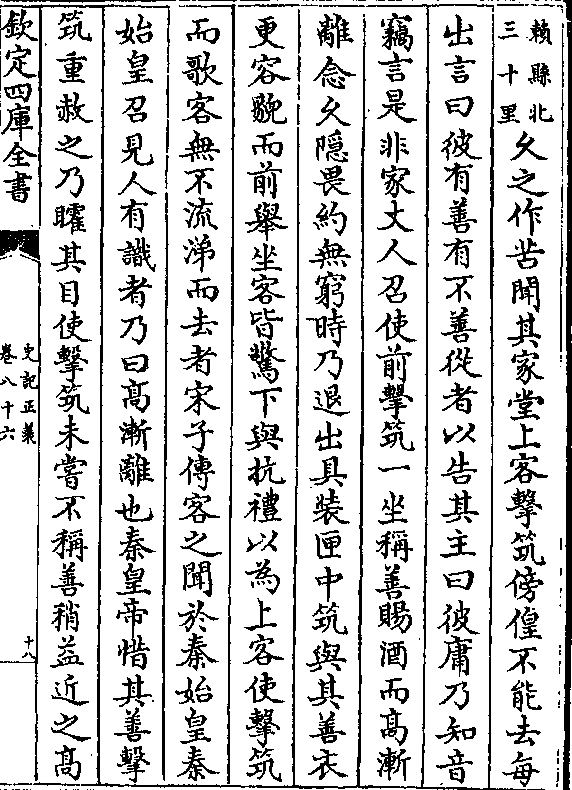 頼縣北
三十里
久之作苦聞其家堂上客擊筑傍偟不能去每
出言曰彼有善有不善從者以告其主曰彼庸乃知音
竊言是非家丈人召使前擊筑一坐稱善賜酒而髙漸
離念久隠畏約無窮時乃退出具装匣中筑與其善衣
更容貌而前舉坐客皆驚下與抗禮以為上客使擊筑
而歌客無不流涕而去者宋子傳客之聞於秦始皇秦
始皇召見人有識者乃曰髙漸離也秦皇帝惜其善擊
筑重赦之乃矐其目使擊筑未嘗不稱善稍益近之髙
欽定四庫全書
史記正義
卷八十六
十八